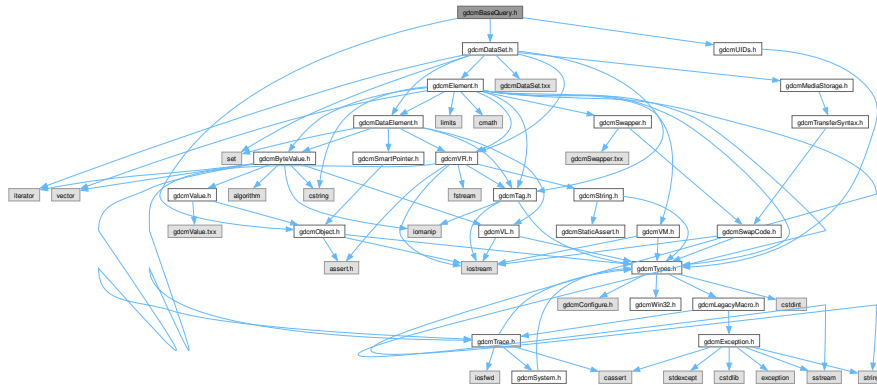 gdcmBaseQuery.h
gdcmDataSet.h
gdcmUIDs.h
gdcmElement.h
gdcmDataSet.txx
gdcmMediaStorage.h
limits
cmath
gdcmDataElement.h
gdcmSwapper.h
gdcmTransferSyntax.h
set
gdcmByteValue.h
gdcmSmartPointer.h
gdcmVR.h
gdcmSwapper.txx
iterator
vector
gdcmValue.h
algorithm
cstring
fstream
gdcmTag.h
gdcmString.h
gdcmValue.txx
gdcmObject.h
iomanip
gdcmVL.h
gdcmStaticAssert.h
gdcmVM.h
gdcmSwapCode.h
assert.h
iostream
gdcmTypes.h
gdcmConfigure.h
gdcmWin32.h
gdcmLegacyMacro.h
cstdint
gdcmTrace.h
gdcmException.h
iosfwd
gdcmSystem.h
cassert
stdexcept
cstdlib
exception
sstream
string